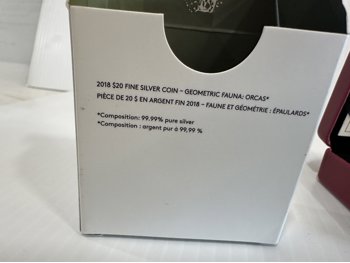 2018 $20 FINE SILVER COIN – GEOMETRIC FAUNA: ORCAS*
PIÈCE DE 20 $ EN ARGENT FIN 2018 – FAUNE ET GÉOMÉTRIE : ÉPAULARDS*
*Composition: 99.99% pure silver
*Composition : argent pur à 99,99 %